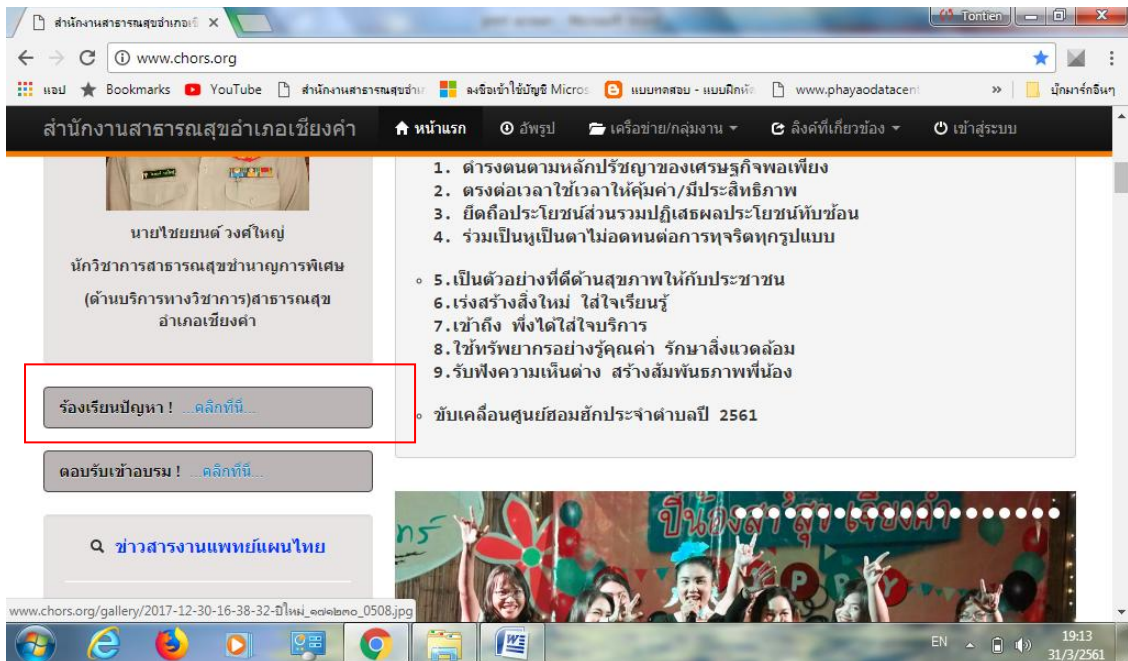 สำนักงานสาธารณสุขอำเภอเชี
Tontien
www.chors.org
แอป Bookmarks YouTube สำนักงานสาธารณสุขอำเ ลงชื่อเข้าใช้บัญชี Micros แบบทดสอบ - แบบฝึกหั www.phayaodatacent » บุ๊กมาร์กอื่นๆ
สำนักงานสาธารณสุขอำเภอเชียงคำ หน้าแรก อัพรูป เครือข่าย/กลุ่มงาน ลิงค์ที่เกี่ยวข้อง เข้าสู่ระบบ
นายไชยยนต์ วงศ์ใหญ่
นักวิชาการสาธารณสุขชำนาญการพิเศษ
(ด้านบริการทางวิชาการ)สาธารณสุข
อำเภอเชียงคำ
ร้องเรียนปัญหา ! ...คลิกที่นี่...
ตอบรับเข้าอบรม ! ...คลิกที่นี่...
ข่าวสารงานแพทย์แผนไทย
1. ดำรงตนตามหลักปรัชญาของเศรษฐกิจพอเพียง
2. ตรงต่อเวลาใช้เวลาให้คุ้มค่า/มีประสิทธิภาพ
3. ยึดถือประโยชน์ส่วนรวมปฏิเสธผลประโยชน์ทับซ้อน
4. ร่วมเป็นหูเป็นตาไม่อดทนต่อการทุจริตทุกรูปแบบ
5.เป็นตัวอย่างที่ดีด้านสุขภาพให้กับประชาชน
6.เร่งสร้างสิ่งใหม่ ใส่ใจเรียนรู้
7.เข้าถึง พึ่งได้ใส่ใจบริการ
8.ใช้ทรัพยากรอย่างรู้คุณค่า รักษาสิ่งแวดล้อม
9.รับฟังความเห็นต่าง สร้างสัมพันธภาพพี่น้อง
ขับเคลื่อนศูนย์ฮอมฮักประจำตำบลปี 2561
ปี๋น้องสาสุข เจียงคำ
PPY
www.chors.org/gallery/2017-12-30-16-38-32-ปีใหม่_๑๗๑๒๓๐_0508.jpg
EN 19:13
31/3/2561